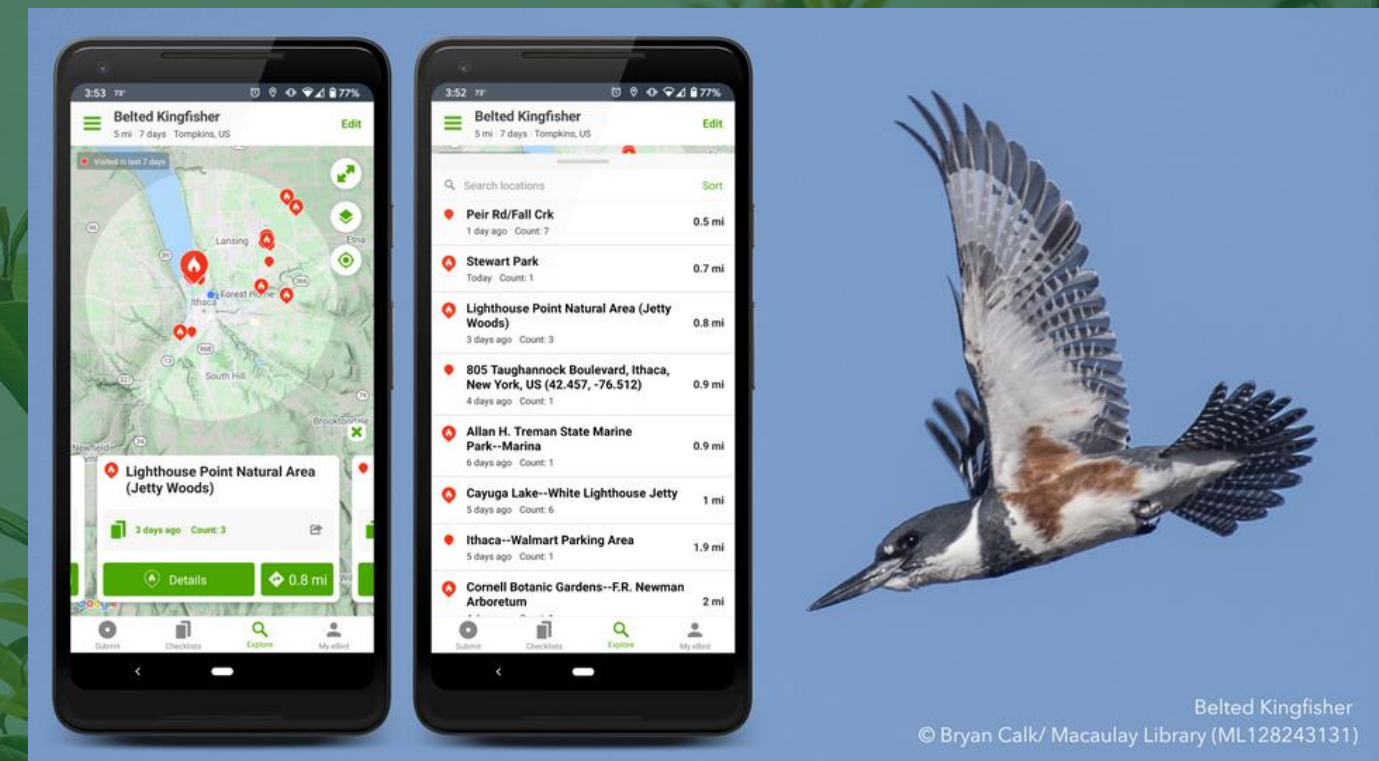 3:53 73° 77%
Belted Kingfisher
5 mi 7 days Tompkins, US
Edit
Visited in last 7 days
96
Lansing
Etna
34
366
Forest Home
Ithaca
96B
13
South Hill
327
79
Brooktondale
Newfield
34
Lighthouse Point Natural Area
(Jetty Woods)
3 days ago Count: 3
Details
0.8 mi
Google
Submit
Checklists
Explore
My eBird
3:52 73° 77%
Belted Kingfisher
5 mi 7 days Tompkins, US
Edit
Search locations
Sort
Peir Rd/Fall Crk
1 day ago Count: 7
0.5 mi
Stewart Park
Today Count: 1
0.7 mi
Lighthouse Point Natural Area (Jetty
Woods)
3 days ago Count: 3
0.8 mi
805 Taughannock Boulevard, Ithaca,
New York, US (42.457, -76.512)
4 days ago Count: 1
0.9 mi
Allan H. Treman State Marine
Park--Marina
6 days ago Count: 1
0.9 mi
Cayuga Lake--White Lighthouse Jetty
5 days ago Count: 6
1 mi
Ithaca--Walmart Parking Area
5 days ago Count: 1
1.9 mi
Cornell Botanic Gardens--F.R. Newman
Arboretum
2 mi
Submit
Checklists
Explore
My eBird
Belted Kingfisher
© Bryan Calk/ Macaulay Library (ML128243131)